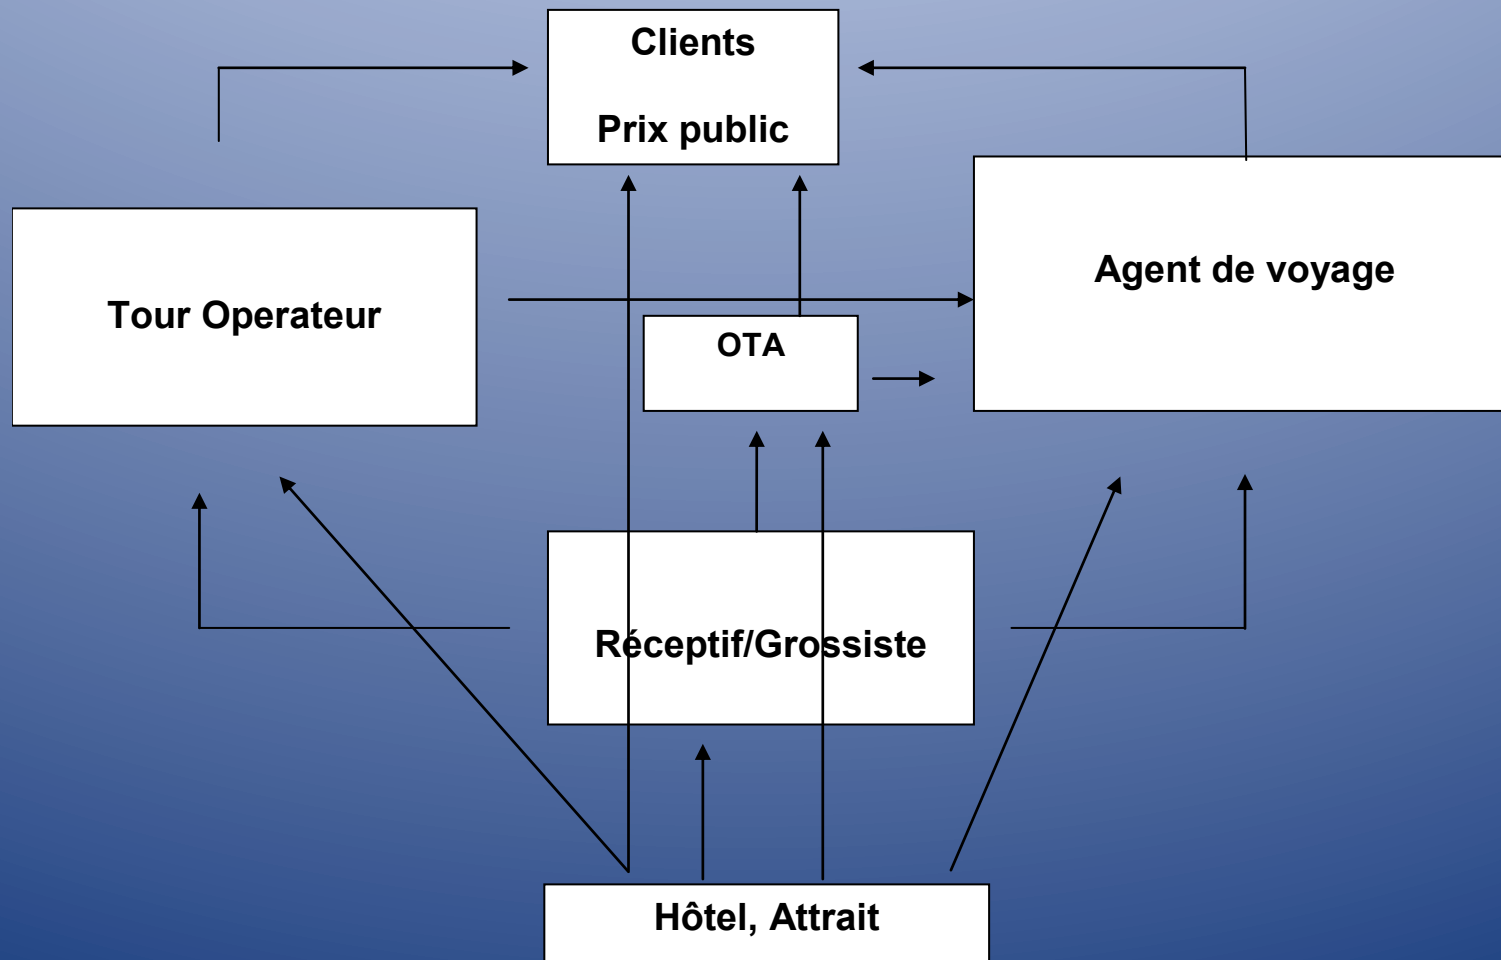 Clients
Prix public
Agent de voyage
Tour Operateur
OTA
Réceptif/Grossiste
Hôtel, Attrait